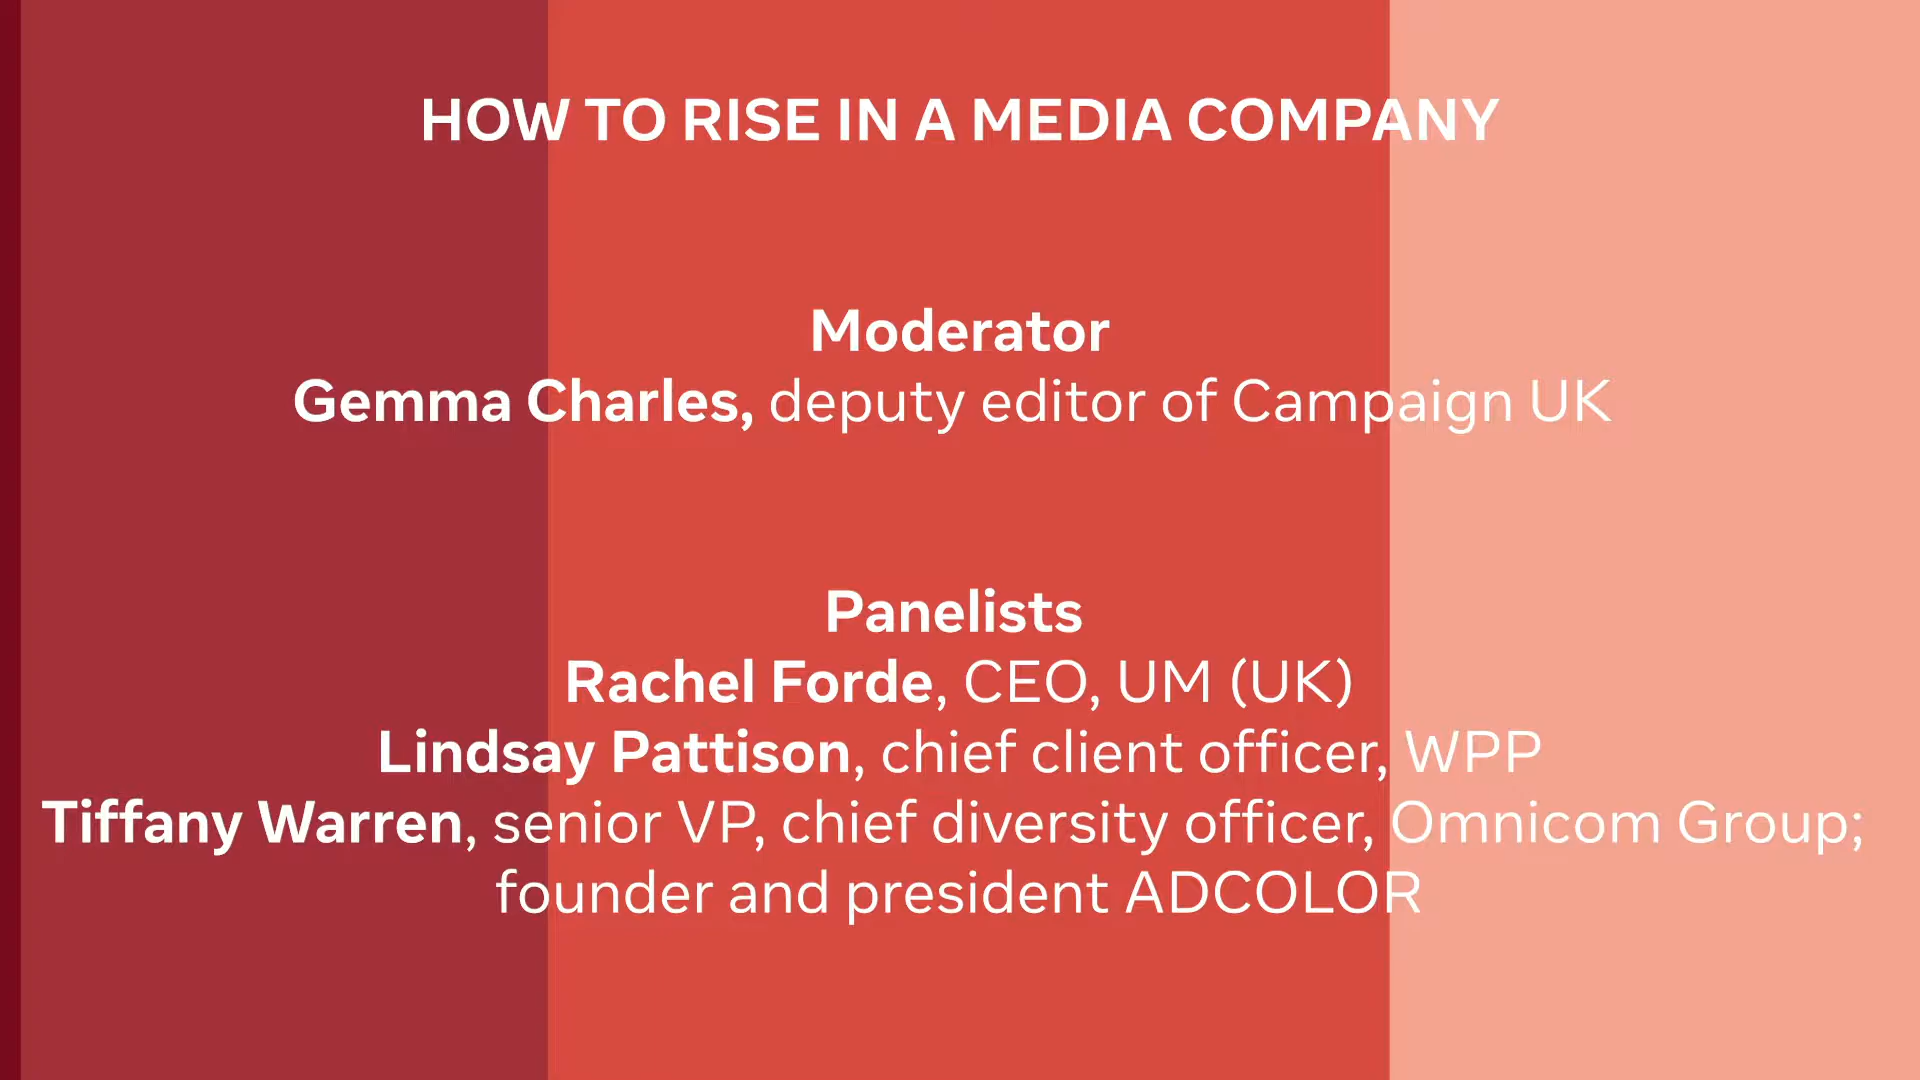 HOW TO RISE IN A MEDIA COMPANY
Moderator
Gemma Charles, deputy editor of Campaign UK
Panelists
Rachel Forde, CEO, UM (UK)
Lindsay Pattison, chief client officer, WPP
Tiffany Warren, senior VP, chief diversity officer, Omnicom Group;
founder and president ADCOLOR